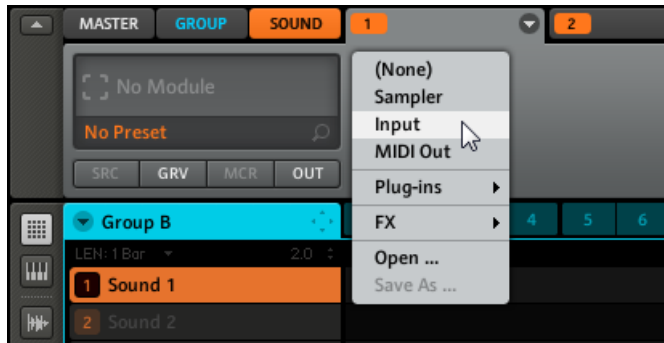 MASTER GROUP SOUND 1 2
No Module
No Preset
SRC GRV MCR OUT
(None)
Sampler
Input
MIDI Out
Plug-ins
FX
Open ...
Save As ...
Group B 4 5 6
LEN: 1 Bar 2.0
1 Sound 1
2 Sound 2